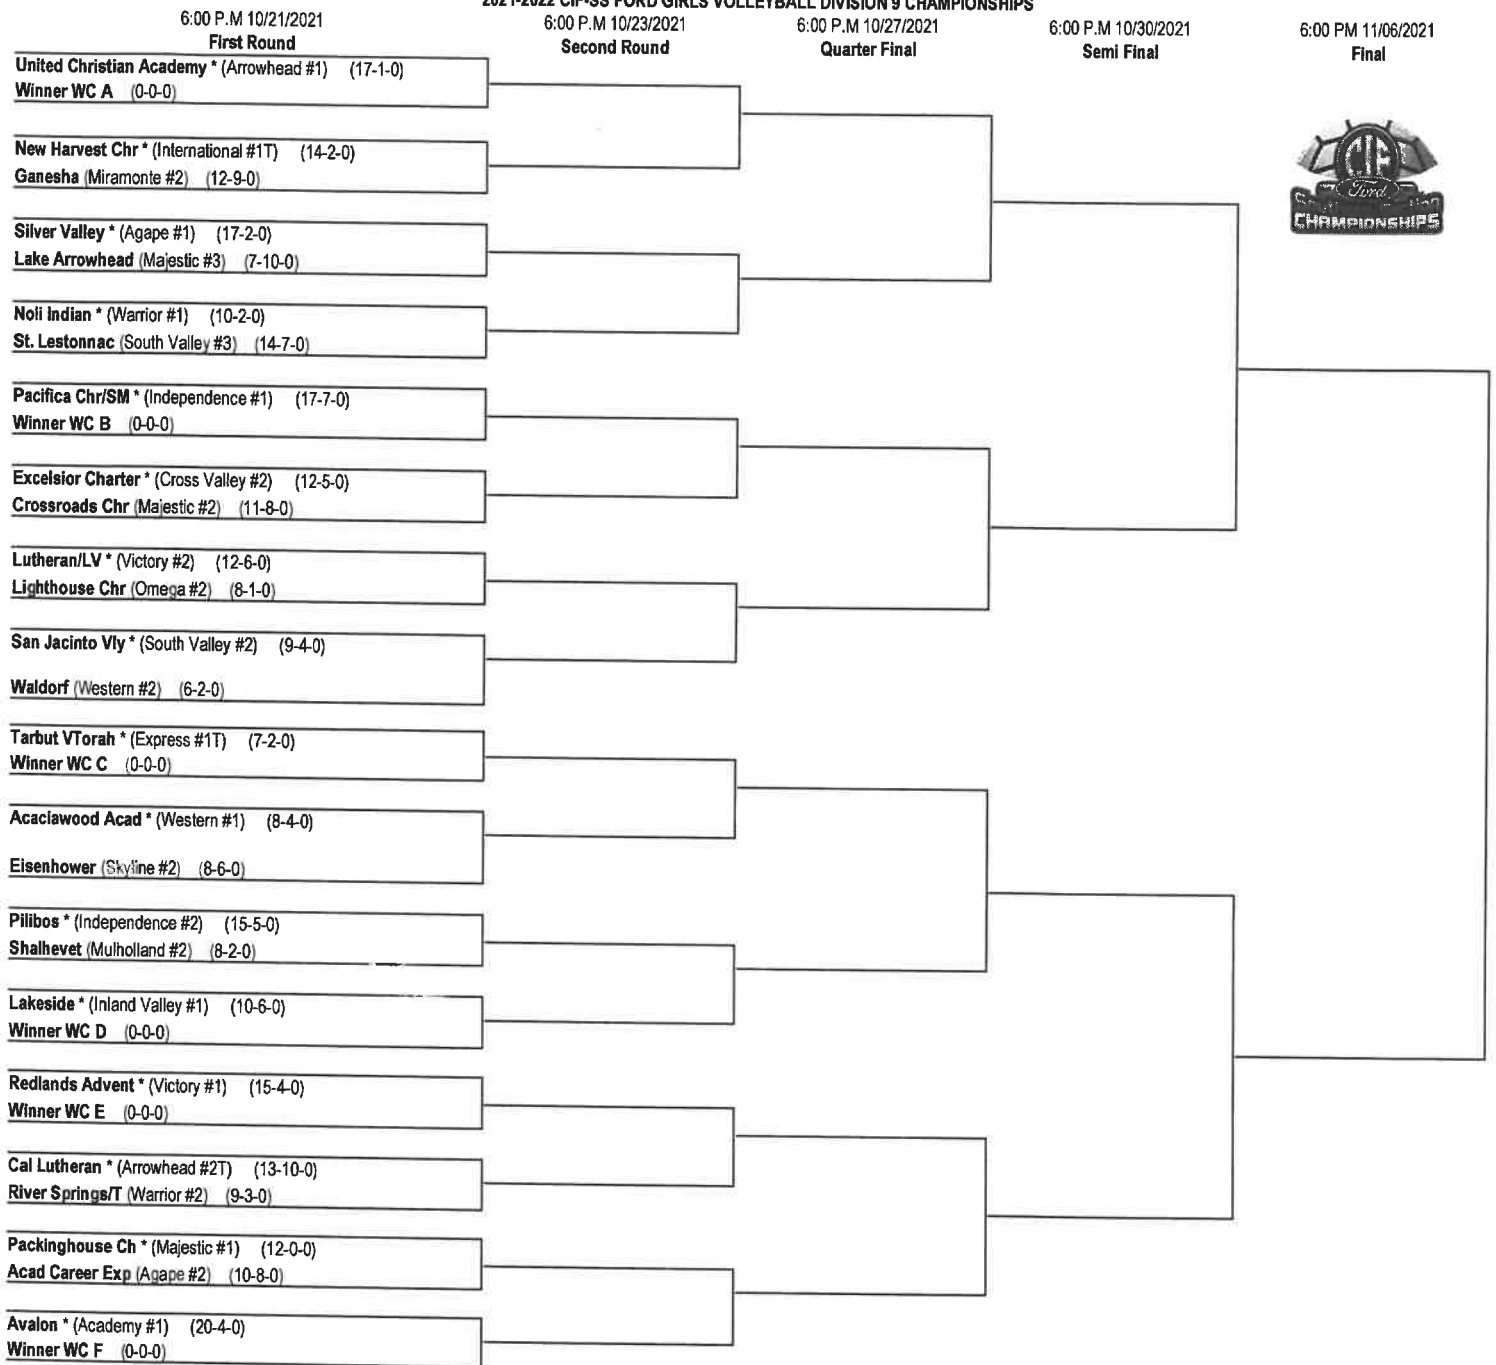 2021-2022 CIF-SS FORD GIRLS VOLLEYBALL DIVISION 9 CHAMPIONSHIPS
6:00 P.M 10/21/2021
First Round
6:00 P.M 10/23/2021
Second Round
6:00 P.M 10/27/2021
Quarter Final
6:00 P.M 10/30/2021
Semi Final
6:00 PM 11/06/2021
Final
CIF
Ford
CHAMPIONSHIPS
United Christian Academy * (Arrowhead #1) (17-1-0)
Winner WC A (0-0-0)
New Harvest Chr * (International #1T) (14-2-0)
Ganesha (Miramonte #2) (12-9-0)
Silver Valley * (Agape #1) (17-2-0)
Lake Arrowhead (Majestic #3) (7-10-0)
Noli Indian * (Warrior #1) (10-2-0)
St. Lestonnac (South Valley #3) (14-7-0)
Pacifica Chr/SM * (Independence #1) (17-7-0)
Winner WC B (0-0-0)
Excelsior Charter * (Cross Valley #2) (12-5-0)
Crossroads Chr (Majestic #2) (11-8-0)
Lutheran/LV * (Victory #2) (12-6-0)
Lighthouse Chr (Omega #2) (8-1-0)
San Jacinto Vly * (South Valley #2) (9-4-0)
Waldorf (Western #2) (6-2-0)
Tarbut VTorah * (Express #1T) (7-2-0)
Winner WC C (0-0-0)
Acaciawood Acad * (Western #1) (8-4-0)
Eisenhower (Skyline #2) (8-6-0)
Pilibos * (Independence #2) (15-5-0)
Shalhevet (Mulholland #2) (8-2-0)
Lakeside * (Inland Valley #1) (10-6-0)
Winner WC D (0-0-0)
Redlands Advent * (Victory #1) (15-4-0)
Winner WC E (0-0-0)
Cal Lutheran * (Arrowhead #2T) (13-10-0)
River Springs/T (Warrior #2) (9-3-0)
Packinghouse Ch * (Majestic #1) (12-0-0)
Acad Career Exp (Agape #2) (10-8-0)
Avalon * (Academy #1) (20-4-0)
Winner WC F (0-0-0)